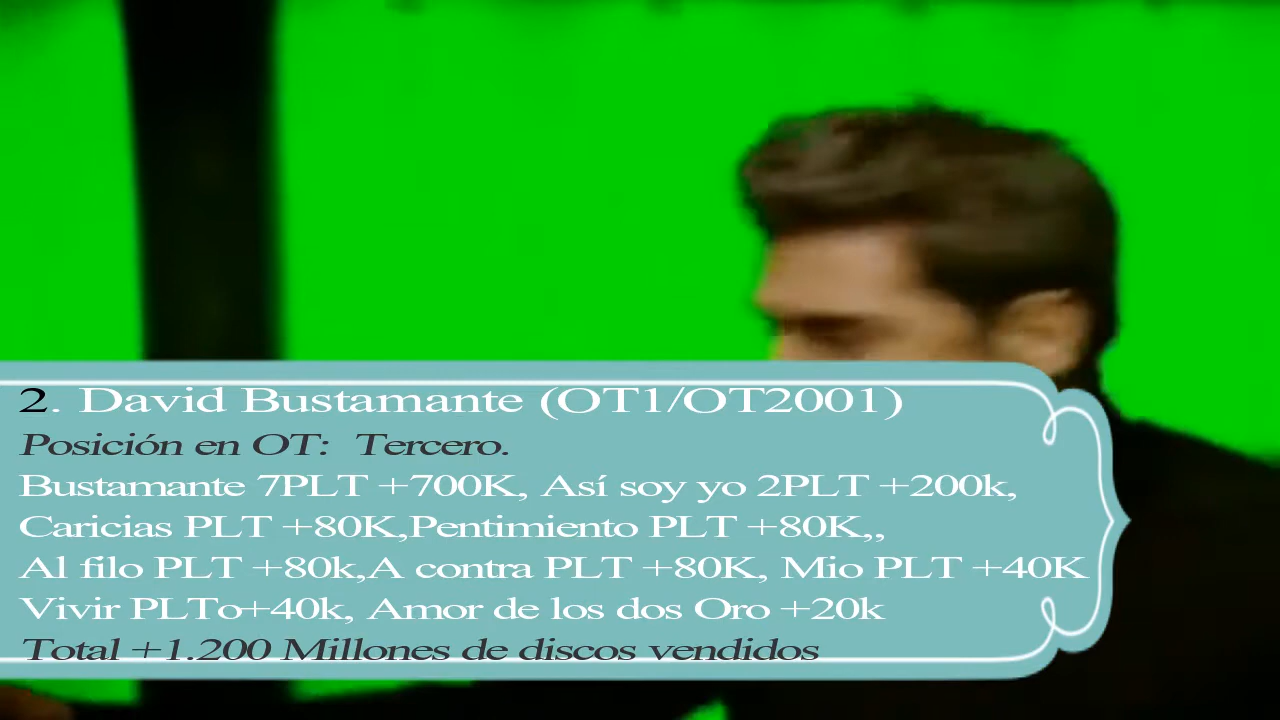 2. David Bustamante (OT1/OT2001)
Posición en OT:  Tercero.
Bustamante 7PLT +700K, Así soy yo 2PLT +200k,
Caricias PLT +80K,Pentimiento PLT +80K,,
Al filo PLT +80k,A contra PLT +80K, Mio PLT +40K
Vivir PLTo+40k, Amor de los dos Oro +20k
Total +1.200 Millones de discos vendidos